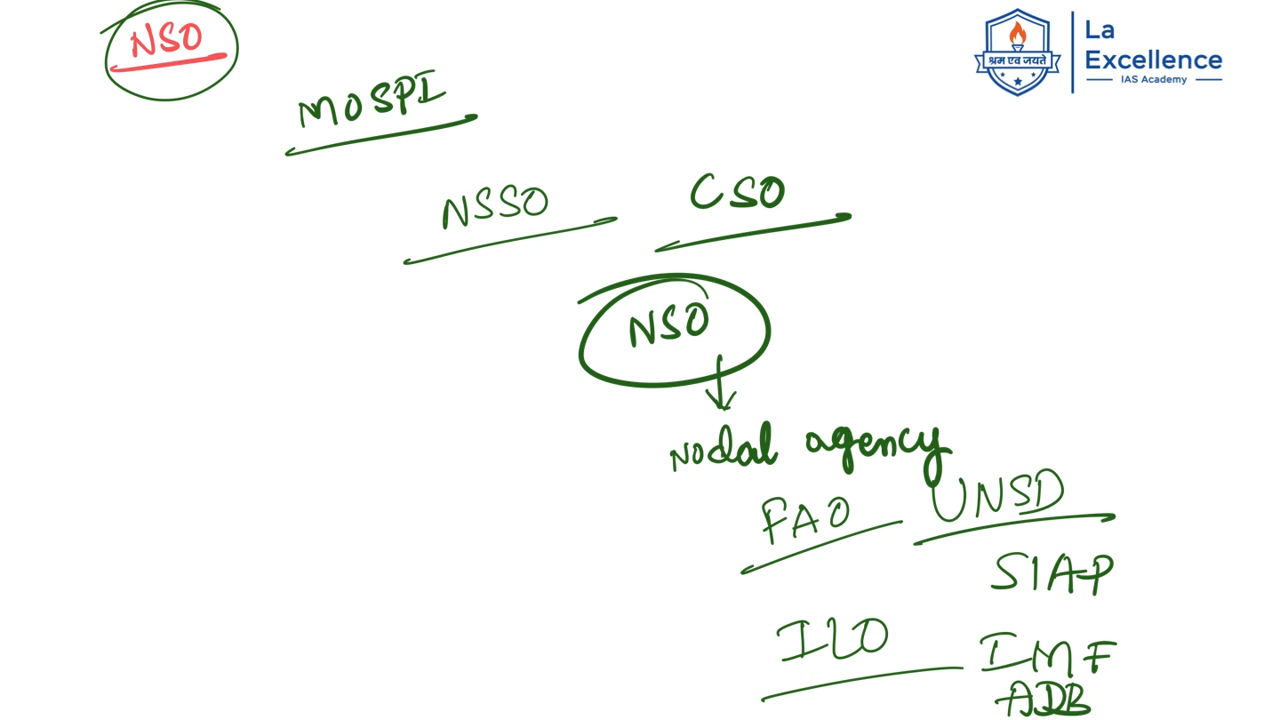 NSO
La
Excellence
IAS Academy
श्रम एव जयते
MOSPI
NSSO
CSO
NSO
Nodal agency
FAO
UNSD
SIAP
ILO
IMF
ADB